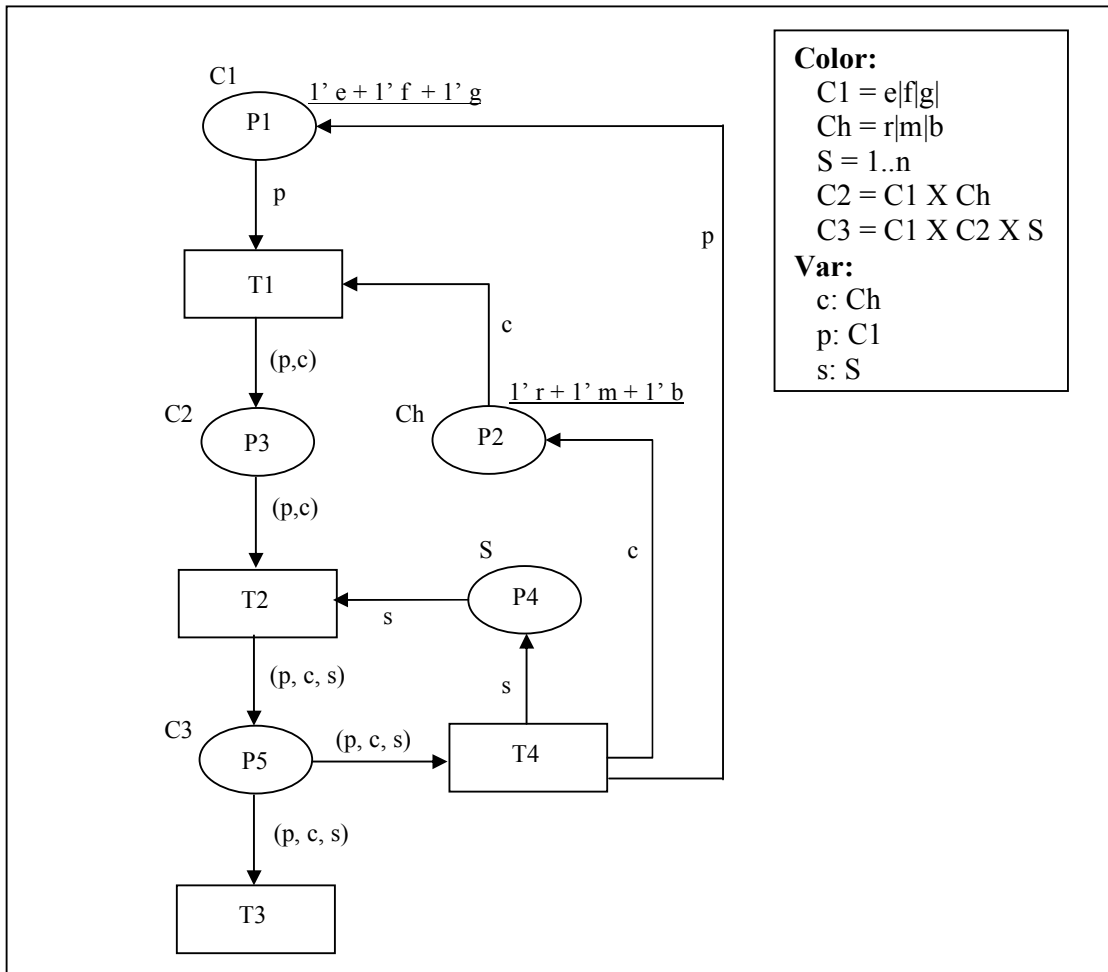 C1
1’ e + 1’ f + 1’ g
P1
p
T1
c
(p,c)
1’ r + 1’ m + 1’ b
C2
P3
Ch
P2
(p,c)
p
c
S
P4
T2
s
(p, c, s)
s
C3
P5
(p, c, s)
T4
(p, c, s)
T3
Color:
C1 = e|f|g|
Ch = r|m|b
S = 1..n
C2 = C1 X Ch
C3 = C1 X C2 X S
Var:
c: Ch
p: C1
s: S